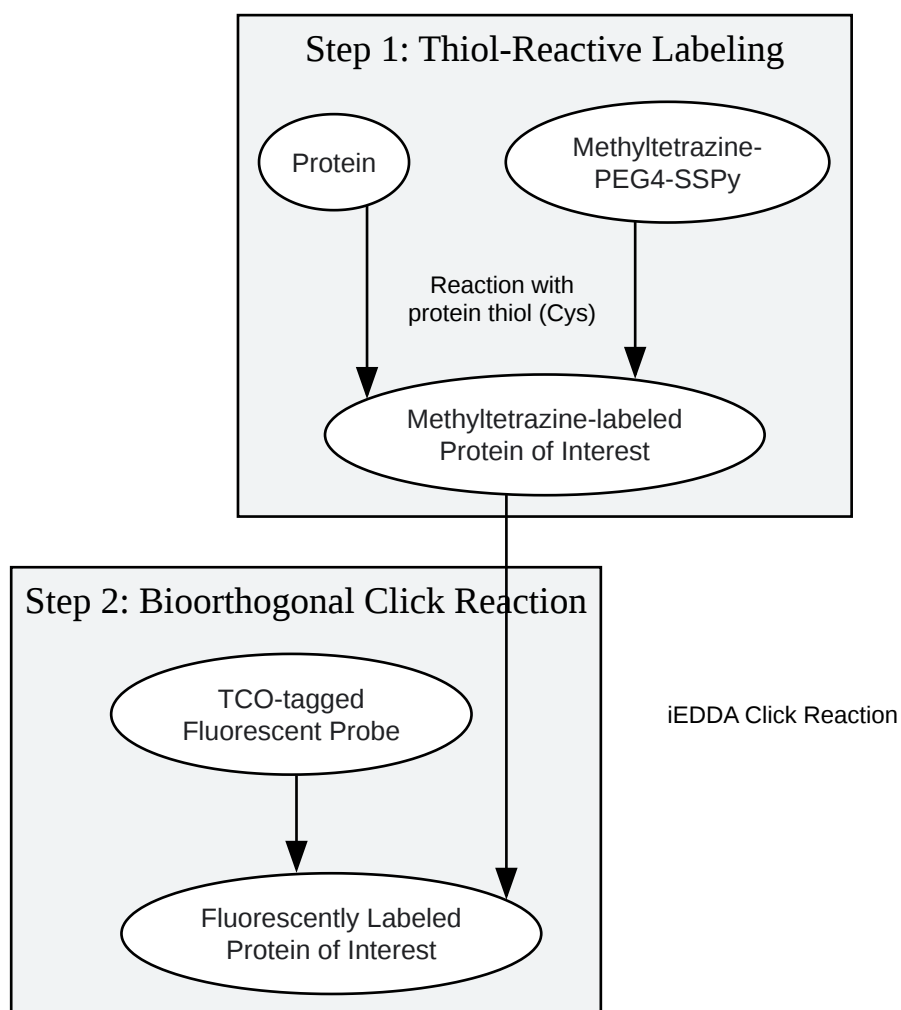 Step 1: Thiol-Reactive Labeling
Protein
Methyltetrazine-
PEG4-SSPy
Reaction with
protein thiol (Cys)
Methyltetrazine-labeled
Protein of Interest
Step 2: Bioorthogonal Click Reaction
TCO-tagged
Fluorescent Probe
iEDDA Click Reaction
Fluorescently Labeled
Protein of Interest